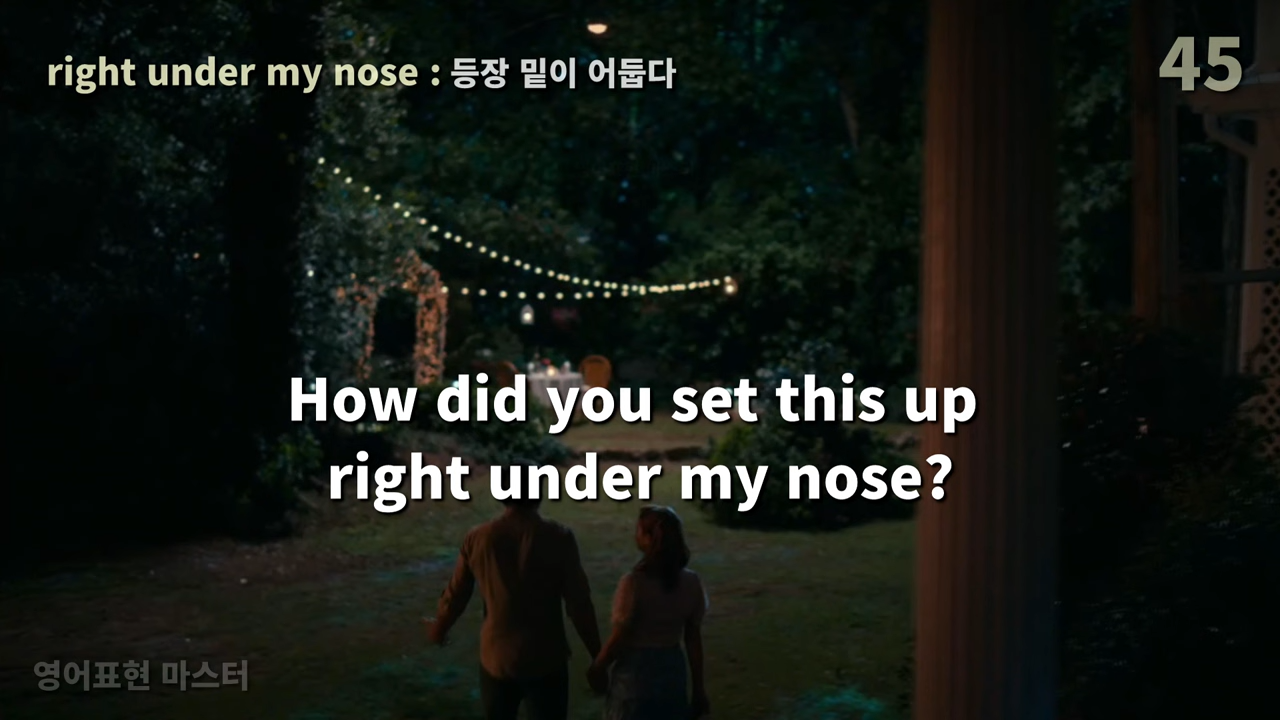 right under my nose : 등장 밑이 어둡다
45
How did you set this up
right under my nose?
영어표현 마스터